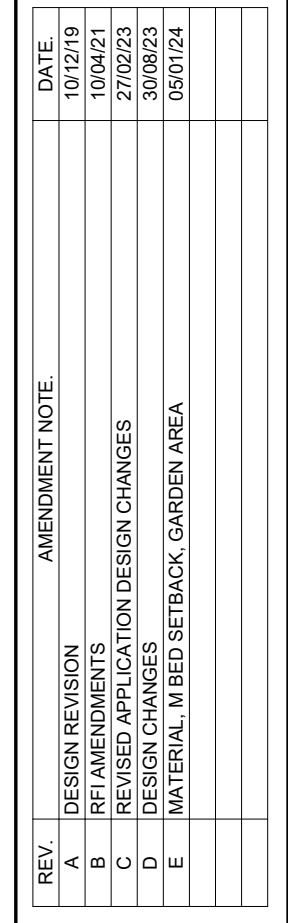 REV. AMENDMENT NOTE. DATE.
A DESIGN REVISION 10/12/19
B RFI AMENDMENTS 10/04/21
C REVISED APPLICATION DESIGN CHANGES 27/02/23
D DESIGN CHANGES 30/08/23
E MATERIAL, M BED SETBACK, GARDEN AREA 05/01/24